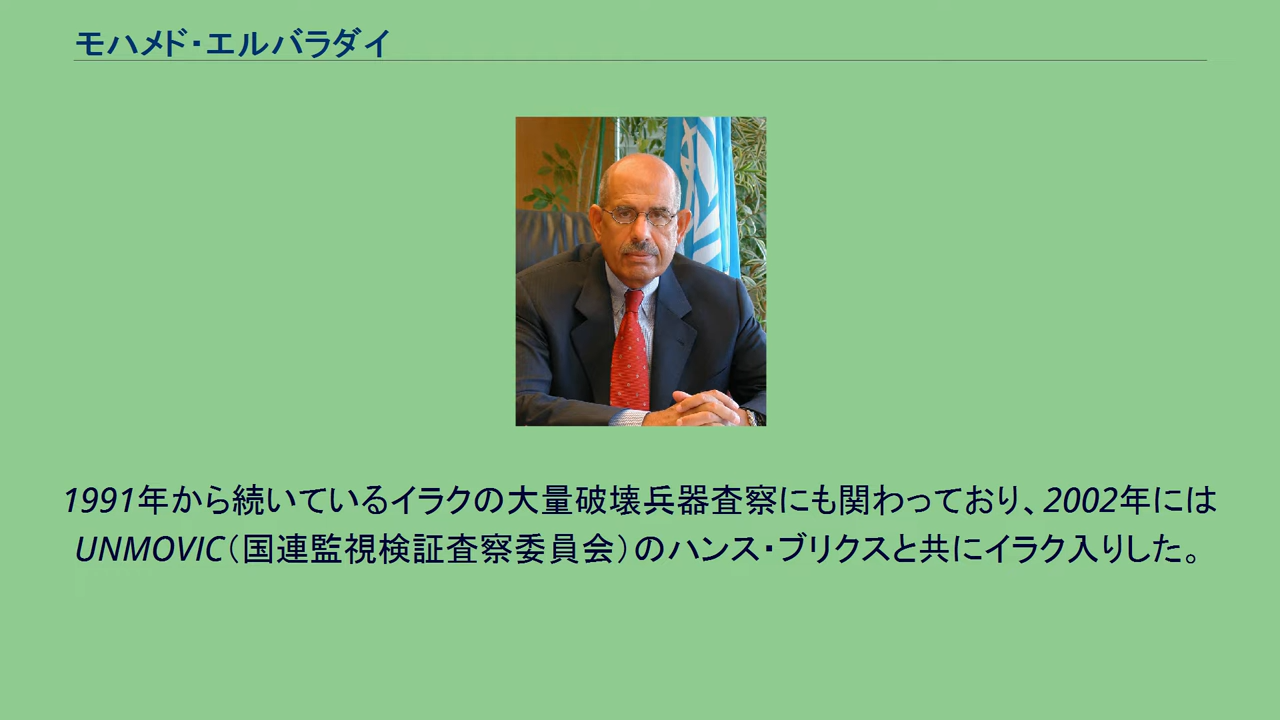 モハメド・エルバラダイ
1991年から続いているイラクの大量破壊兵器査察にも関わっており、2002年には
UNMOVIC（国連監視検証査察委員会）のハンス・ブリクスと共にイラク入りした。